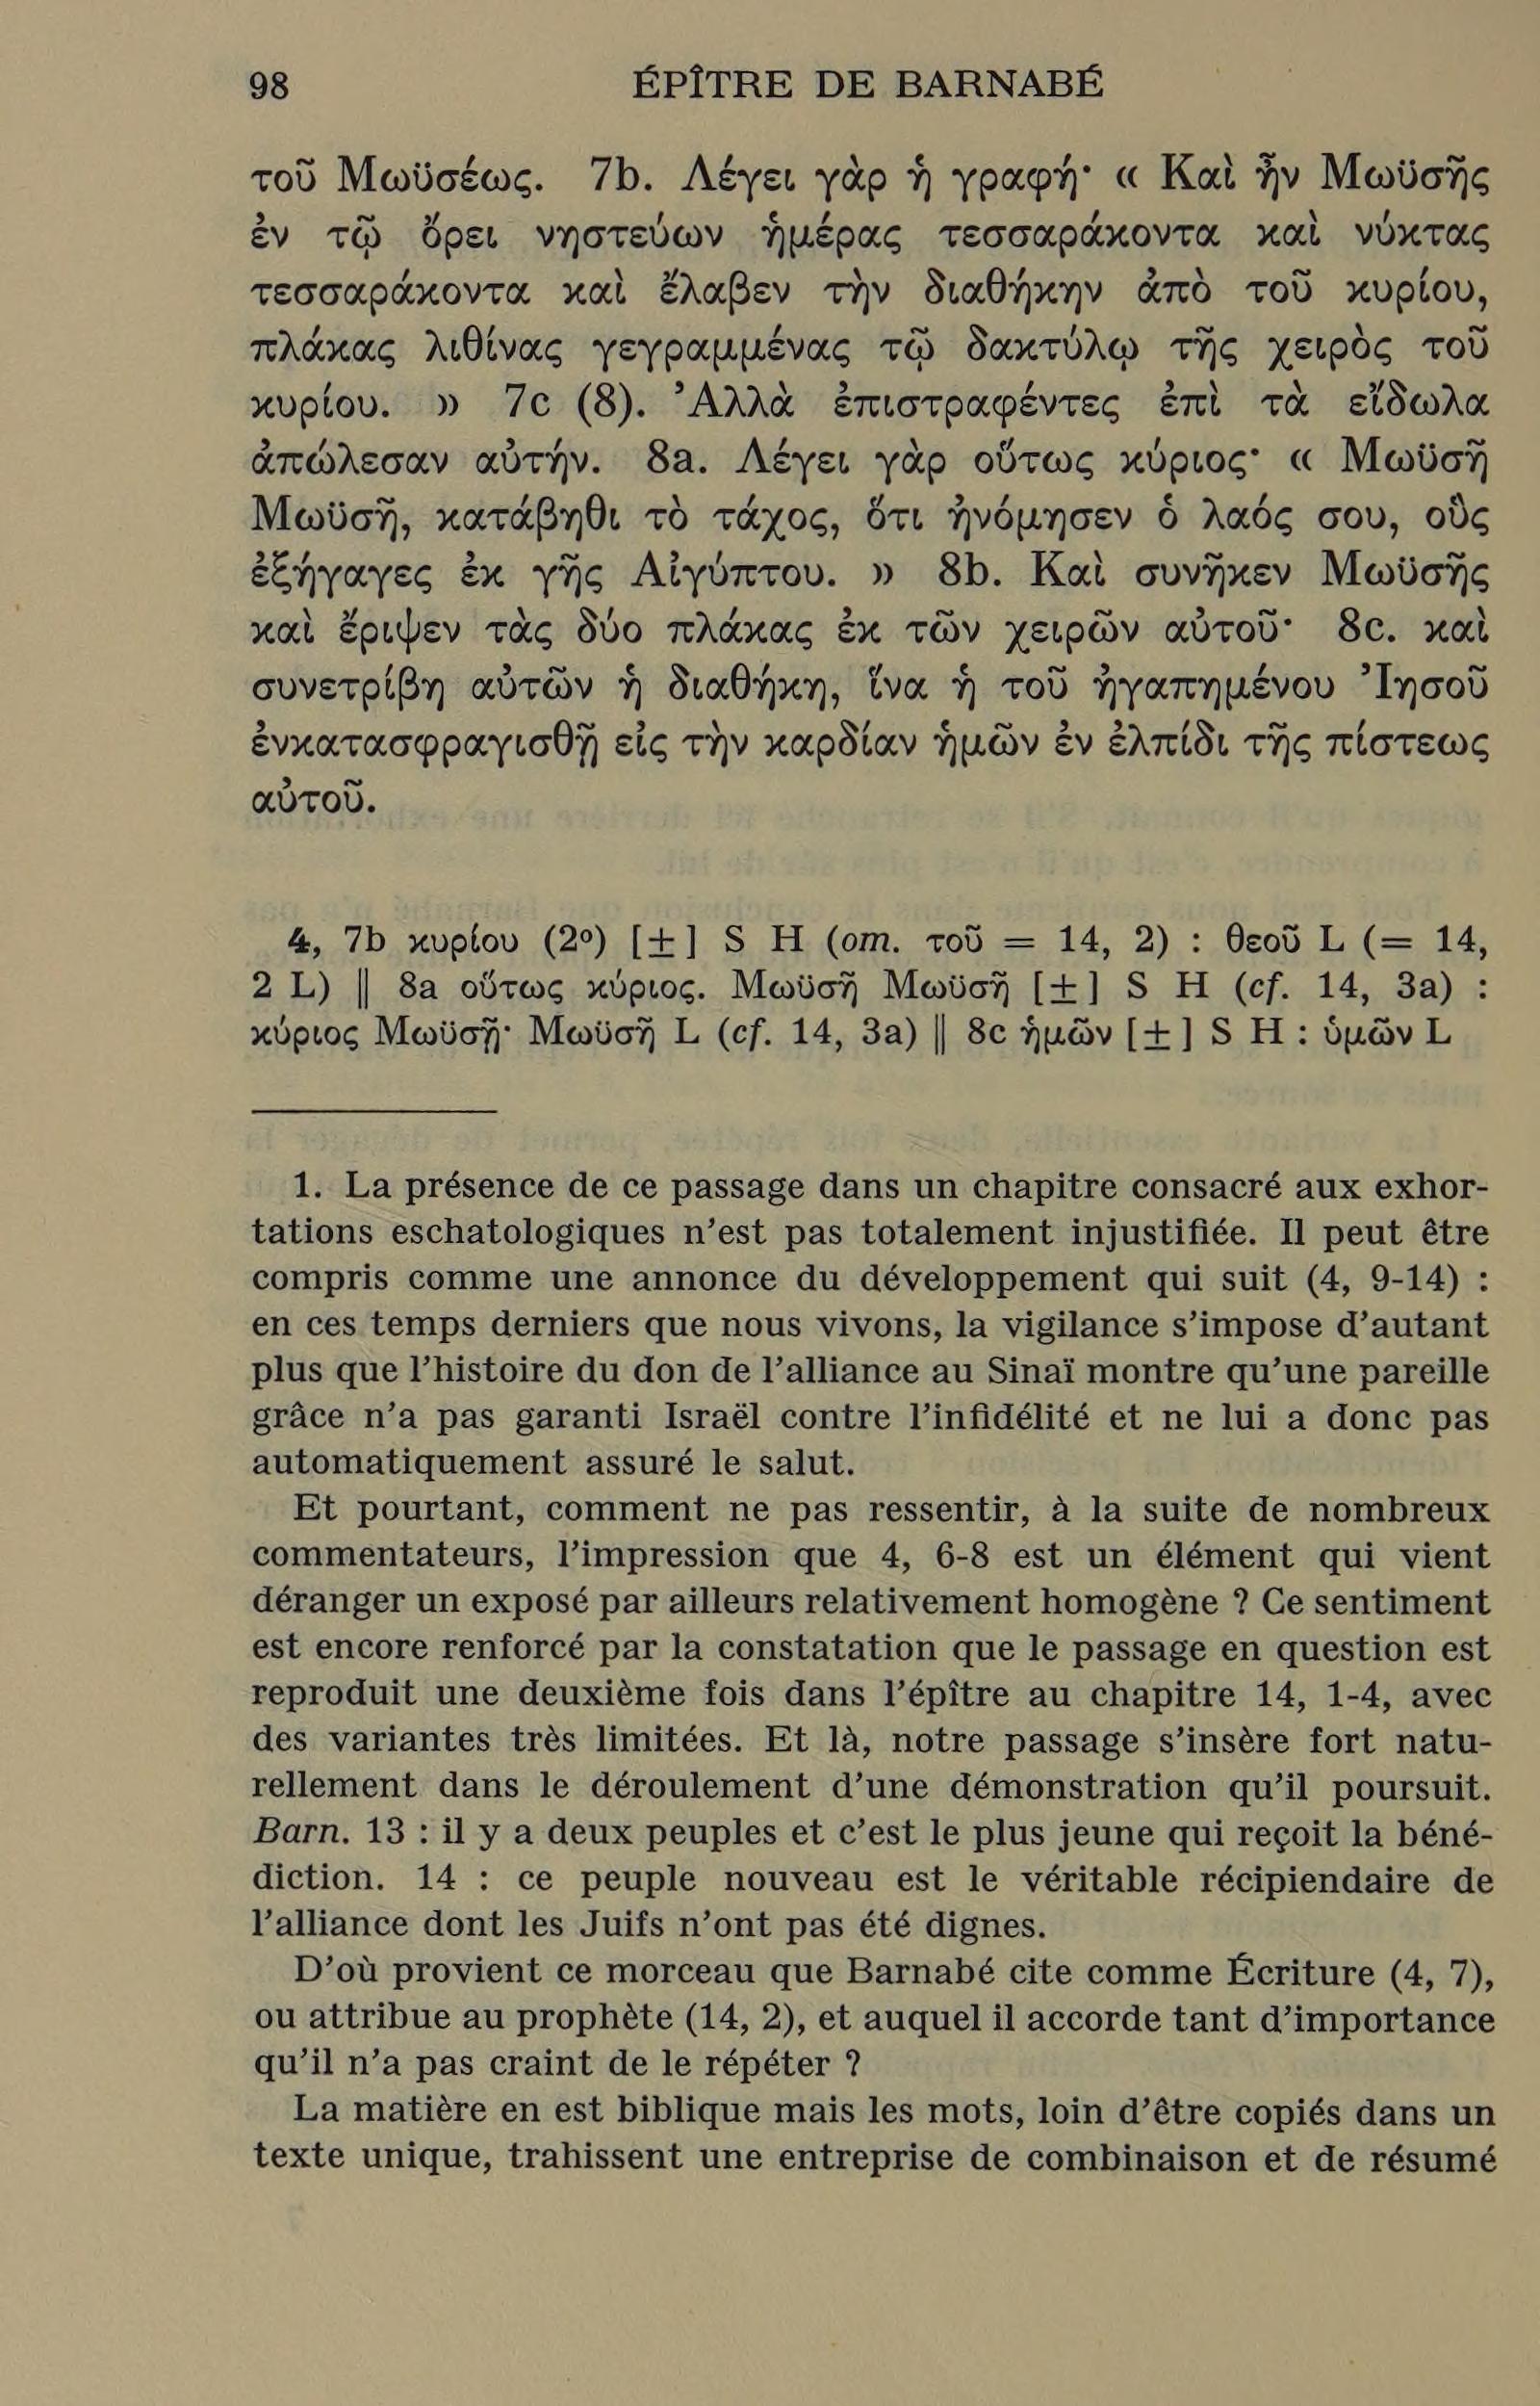 98 ÉPÎTRE DE BARNABÉ
τοῦ Μωϋσέως. 7b. Λέγει γὰρ ἡ γραφή· « Καὶ ἦν Μωϋσῆς
ἐν τῷ ὄρει νηστεύων ἡμέρας τεσσαράκοντα καὶ νύκτας
τεσσαράκοντα καὶ ἔλαβεν τὴν διαθήκην ἀπὸ τοῦ κυρίου,
πλάκας λιθίνας γεγραμμένας τῷ δακτύλῳ τῆς χειρὸς τοῦ
κυρίου. » 7c (8). Ἀλλὰ ἐπιστραφέντες ἐπὶ τὰ εἴδωλα
ἀπώλεσαν αὐτήν. 8a. Λέγει γὰρ οὕτως κύριος· « Μωϋσῆ
Μωϋσῆ, κατάβηθι τὸ τάχος, ὅτι ἠνόμησεν ὁ λαός σου, οὓς
ἐξήγαγες ἐκ γῆς Αἰγύπτου. » 8b. Καὶ συνῆκεν Μωϋσῆς
καὶ ἔριψεν τὰς δύο πλάκας ἐκ τῶν χειρῶν αὐτοῦ· 8c. καὶ
συνετρίβη αὐτῶν ἡ διαθήκη, ἵνα ἡ τοῦ ἠγαπημένου Ἰησοῦ
ἐνκατασφραγισθῇ εἰς τὴν καρδίαν ἡμῶν ἐν ἐλπίδι τῆς πίστεως
αὐτοῦ.
4, 7b κυρίου (2º) [±] S H (om. τοῦ = 14, 2) : θεοῦ L (= 14,
2 L) || 8a οὕτως κύριος. Μωϋσῆ Μωϋσῆ [±] S H (cf. 14, 3a) :
κύριος Μωϋσῇ· Μωϋσῆ L (cf. 14, 3a) || 8c ἡμῶν [±] S H : ὑμῶν L
1. La présence de ce passage dans un chapitre consacré aux exhor-
tations eschatologiques n'est pas totalement injustifiée. Il peut être
compris comme une annonce du développement qui suit (4, 9-14) :
en ces temps derniers que nous vivons, la vigilance s'impose d'autant
plus que l'histoire du don de l'alliance au Sinaï montre qu'une pareille
grâce n'a pas garanti Israël contre l'infidélité et ne lui a donc pas
automatiquement assuré le salut.
Et pourtant, comment ne pas ressentir, à la suite de nombreux
commentateurs, l'impression que 4, 6-8 est un élément qui vient
déranger un exposé par ailleurs relativement homogène ? Ce sentiment
est encore renforcé par la constatation que le passage en question est
reproduit une deuxième fois dans l'épître au chapitre 14, 1-4, avec
des variantes très limitées. Et là, notre passage s'insère fort natu-
rellement dans le déroulement d'une démonstration qu'il poursuit.
Barn. 13 : il y a deux peuples et c'est le plus jeune qui reçoit la béné-
diction. 14 : ce peuple nouveau est le véritable récipiendaire de
l'alliance dont les Juifs n'ont pas été dignes.
D'où provient ce morceau que Barnabé cite comme Écriture (4, 7),
ou attribue au prophète (14, 2), et auquel il accorde tant d'importance
qu'il n'a pas craint de le répéter ?
La matière en est biblique mais les mots, loin d'être copiés dans un
texte unique, trahissent une entreprise de combinaison et de résumé